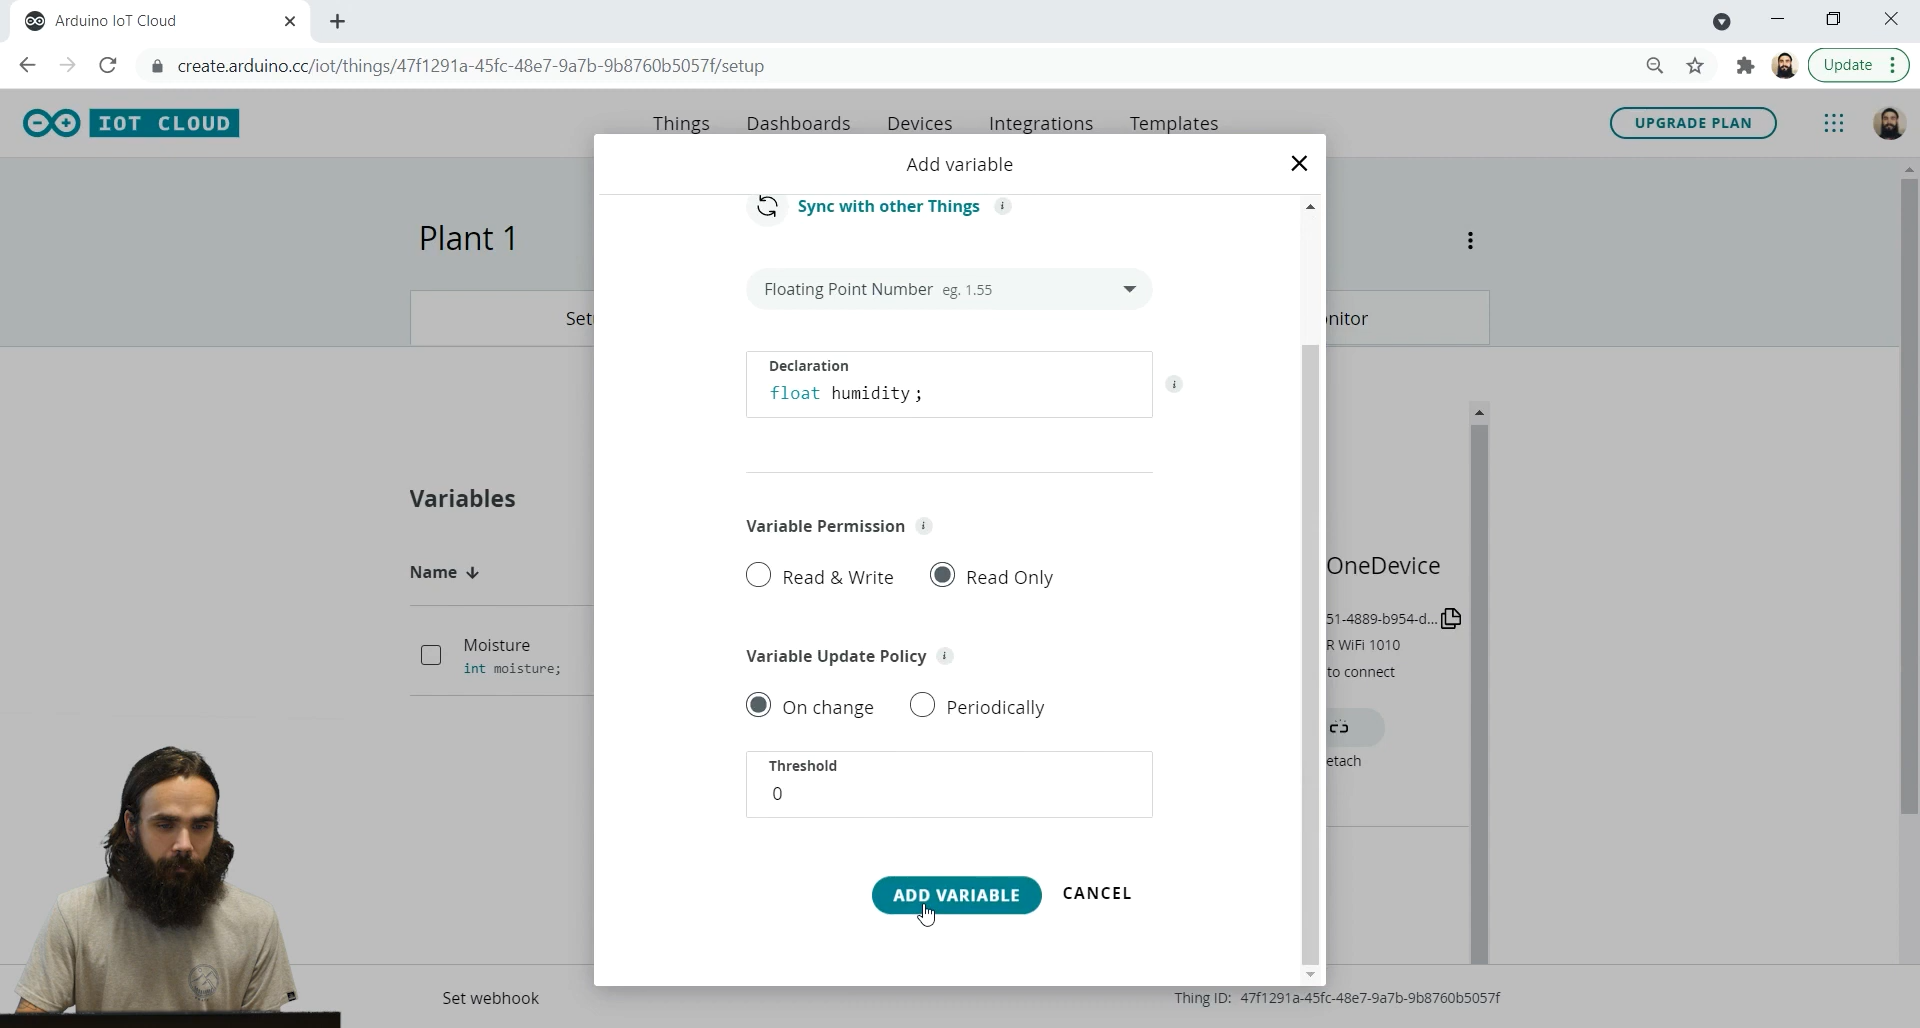 Arduino IoT Cloud
create.arduino.cc/iot/things/47f1291a-45fc-48e7-9a7b-9b8760b5057f/setup
Update
IOT CLOUD
Things Dashboards Devices Integrations Templates
UPGRADE PLAN
Add variable
Sync with other Things
Plant 1
Floating Point Number eg. 1.55
Set
nitor
Declaration
float humidity;
Variables
Variable Permission
Name
Read & Write Read Only
OneDevice
51-4889-b954-d...
R WiFi 1010
to connect
Moisture
int moisture;
Variable Update Policy
On change Periodically
etach
Threshold
0
ADD VARIABLE CANCEL
Set webhook
Thing ID: 47f1291a-45fc-48e7-9a7b-9b8760b5057f